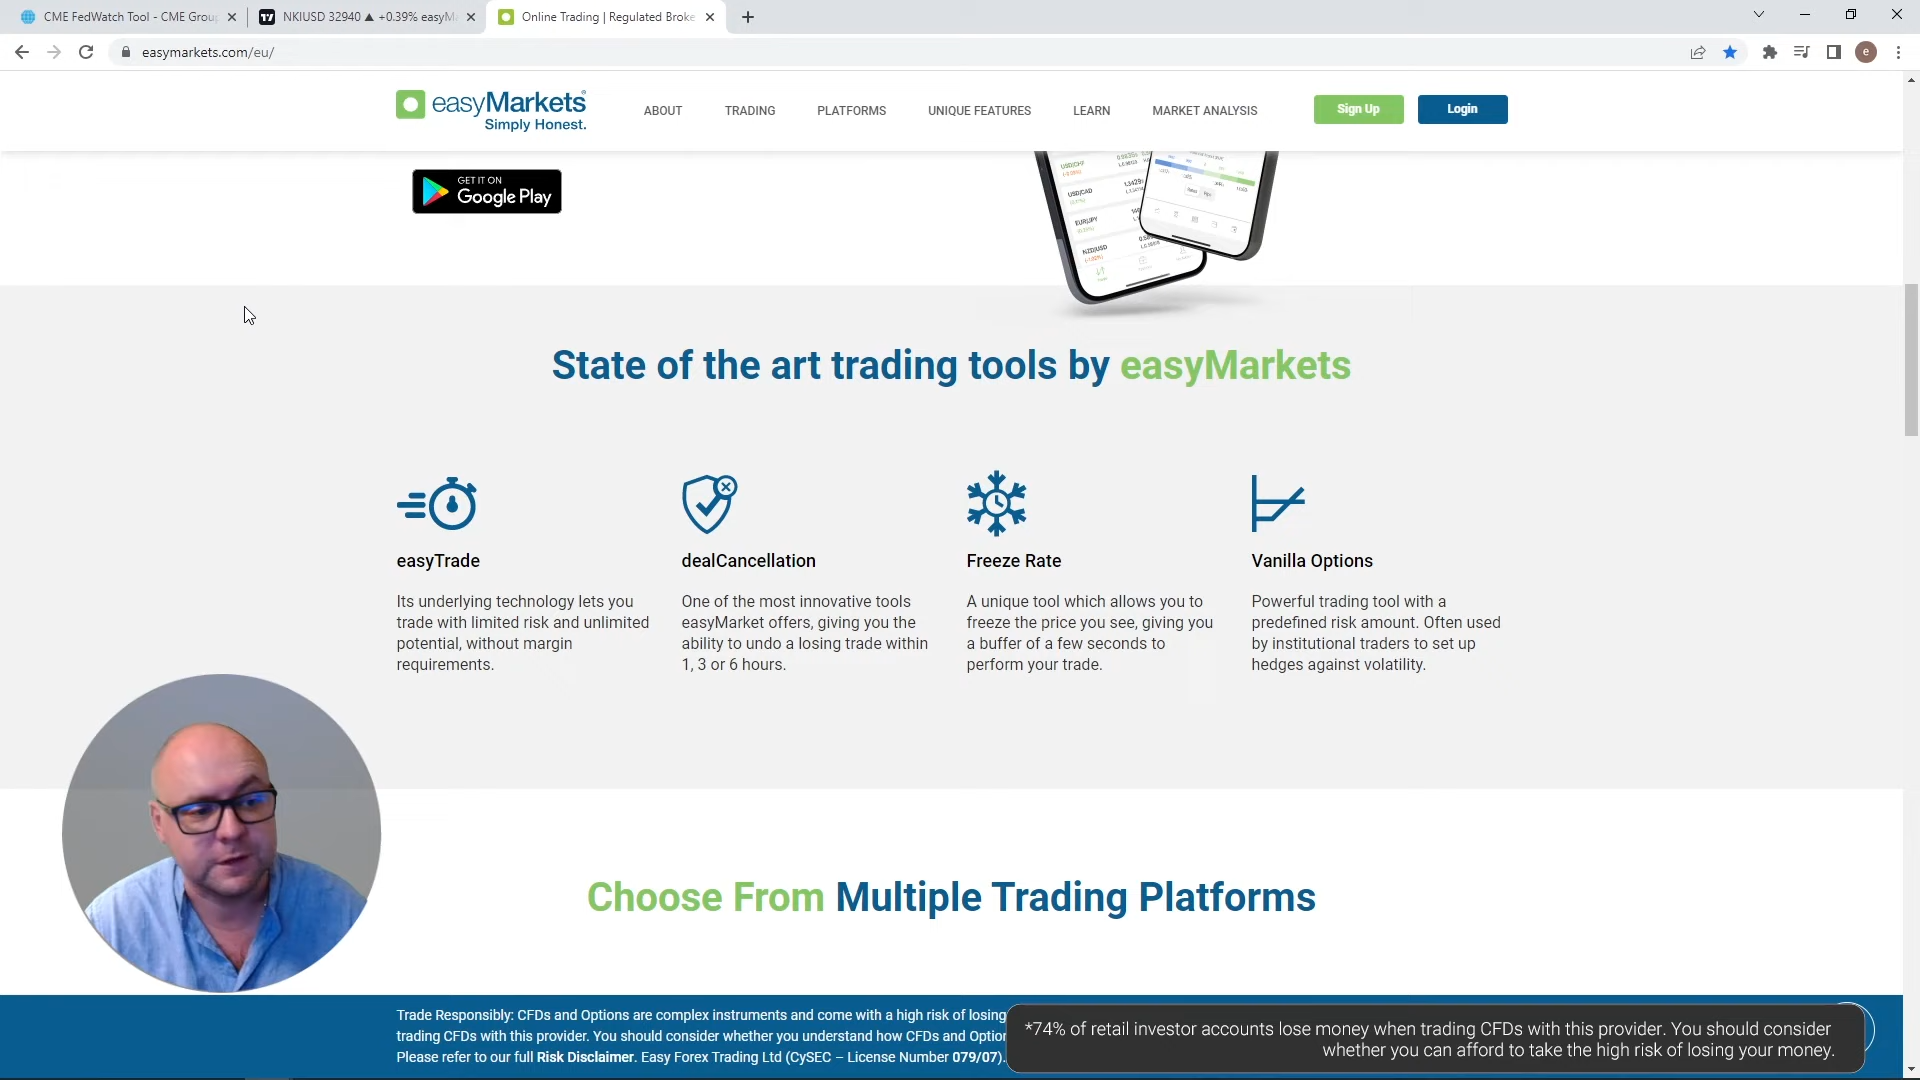 CME FedWatch Tool - CME Group
NKIUSD 32940 ▲ +0.39% easyM
Online Trading | Regulated Broke
easymarkets.com/eu/
e
easyMarkets
Simply Honest.
ABOUT
TRADING
PLATFORMS
UNIQUE FEATURES
LEARN
MARKET ANALYSIS
Sign Up
Login
GET IT ON
Google Play
USD/CHF
USD/CAD
EUR/JPY
NZD/USD
State of the art trading tools by easyMarkets
easyTrade
Its underlying technology lets you
trade with limited risk and unlimited
potential, without margin
requirements.
dealCancellation
One of the most innovative tools
easyMarket offers, giving you the
ability to undo a losing trade within
1, 3 or 6 hours.
Freeze Rate
A unique tool which allows you to
freeze the price you see, giving you
a buffer of a few seconds to
perform your trade.
Vanilla Options
Powerful trading tool with a
predefined risk amount. Often used
by institutional traders to set up
hedges against volatility.
Choose From Multiple Trading Platforms
Trade Responsibly: CFDs and Options are complex instruments and come with a high risk of losing
trading CFDs with this provider. You should consider whether you understand how CFDs and Option
Please refer to our full Risk Disclaimer. Easy Forex Trading Ltd (CySEC – License Number 079/07).
*74% of retail investor accounts lose money when trading CFDs with this provider. You should consider
whether you can afford to take the high risk of losing your money.